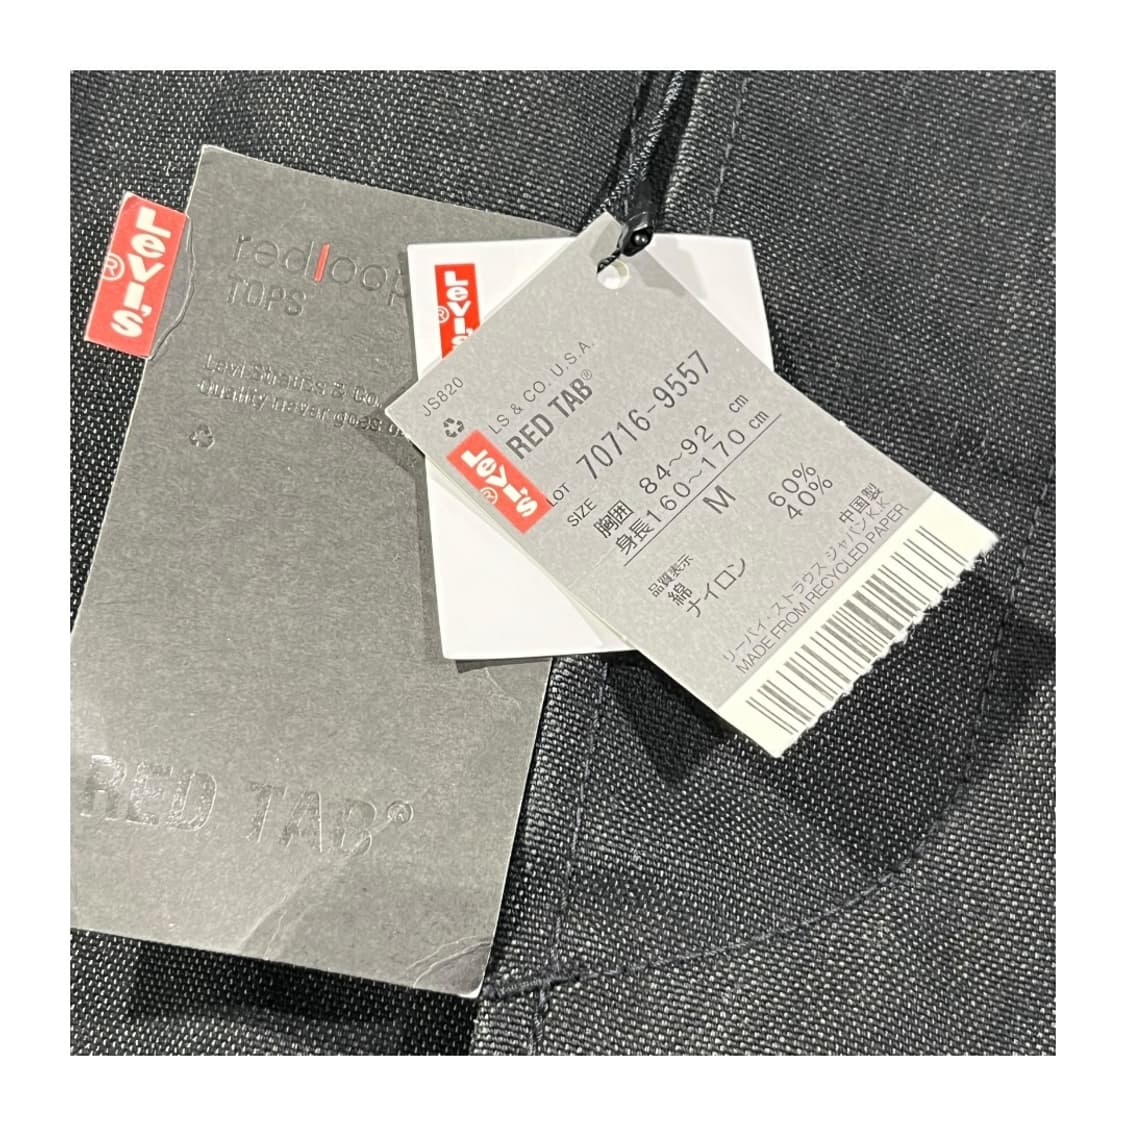 Levi's
®
redloop
TOPS
Levi Strauss & Co.
Quality never goes
RED TAB®
Levi's
®
JS820
LS & CO. U.S.A.
RED TAB®
Levi's
®
LOT 70716-9557
SIZE 胸囲 84~92 cm
身長 160~170 cm
M
品質表示
綿 60%
ナイロン 40%
中国製
リーバイ・ストラウス ジャパン K.K
MADE FROM RECYCLED PAPER